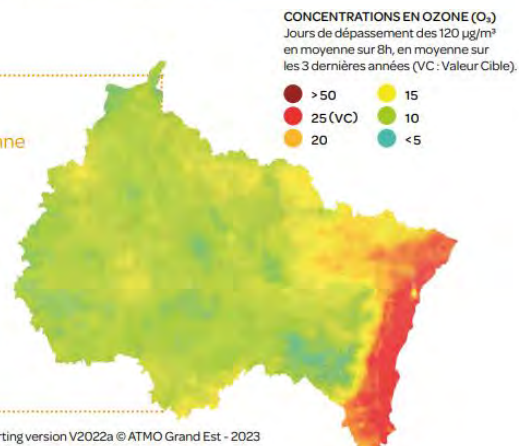 CONCENTRATIONS EN OZONE (O₃)
Jours de dépassement des 120 µg/m³
en moyenne sur 8h, en moyenne sur
les 3 dernières années (VC : Valeur Cible).
>50
15
25 (VC)
10
20
<5
nne
rting version V2022a © ATMO Grand Est - 2023